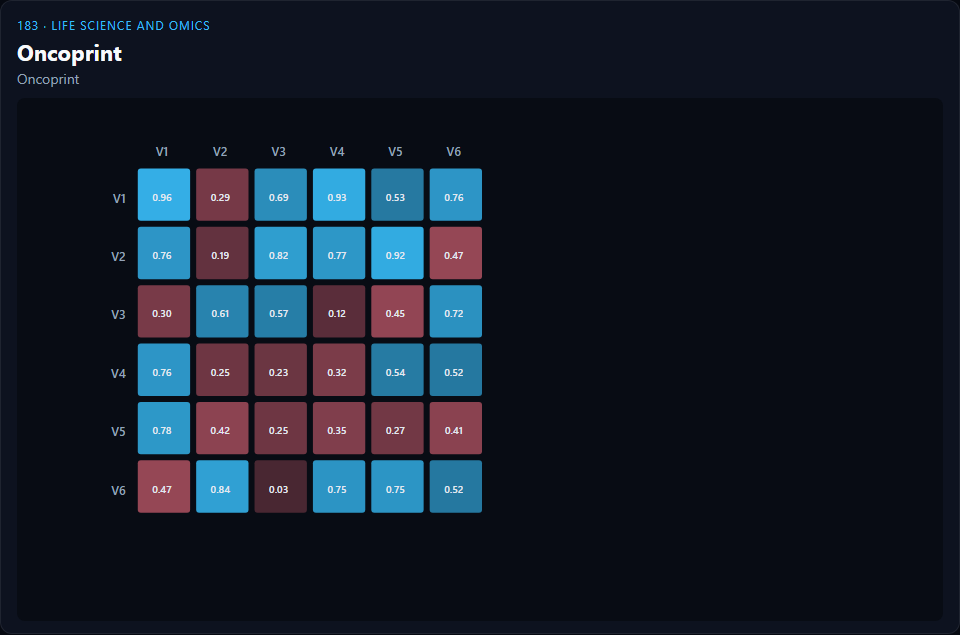 183 · LIFE SCIENCE AND OMICS
Oncoprint
Oncoprint
V1 V2 V3 V4 V5 V6
V1 0.96 0.29 0.69 0.93 0.53 0.76
V2 0.76 0.19 0.82 0.77 0.92 0.47
V3 0.30 0.61 0.57 0.12 0.45 0.72
V4 0.76 0.25 0.23 0.32 0.54 0.52
V5 0.78 0.42 0.25 0.35 0.27 0.41
V6 0.47 0.84 0.03 0.75 0.75 0.52